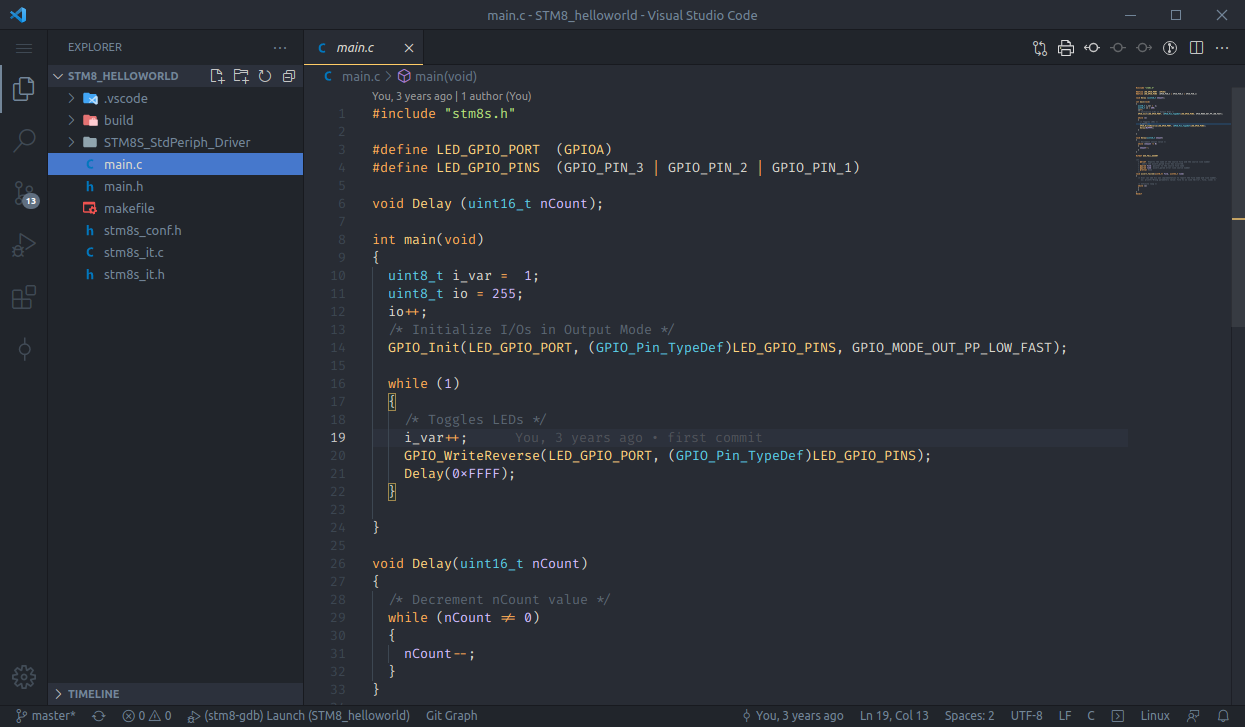 main.c - STM8_helloworld - Visual Studio Code
EXPLORER
STM8_HELLOWORLD
.vscode
build
STM8S_StdPeriph_Driver
C main.c
h main.h
makefile
h stm8s_conf.h
C stm8s_it.c
h stm8s_it.h
13
TIMELINE
C main.c
C main.c > main(void)
You, 3 years ago | 1 author (You)
1 #include "stm8s.h"
2
3 #define LED_GPIO_PORT  (GPIOA)
4 #define LED_GPIO_PINS  (GPIO_PIN_3 | GPIO_PIN_2 | GPIO_PIN_1)
5
6 void Delay (uint16_t nCount);
7
8 int main(void)
9 {
10   uint8_t i_var =  1;
11   uint8_t io = 255;
12   io++;
13   /* Initialize I/Os in Output Mode */
14   GPIO_Init(LED_GPIO_PORT, (GPIO_Pin_TypeDef)LED_GPIO_PINS, GPIO_MODE_OUT_PP_LOW_FAST);
15
16   while (1)
17   {
18     /* Toggles LEDs */
19     i_var++;      You, 3 years ago • first commit
20     GPIO_WriteReverse(LED_GPIO_PORT, (GPIO_Pin_TypeDef)LED_GPIO_PINS);
21     Delay(0xFFFF);
22   }
23
24 }
25
26 void Delay(uint16_t nCount)
27 {
28   /* Decrement nCount value */
29   while (nCount != 0)
30   {
31     nCount--;
32   }
33 }
master* 0 0 (stm8-gdb) Launch (STM8_helloworld) Git Graph You, 3 years ago Ln 19, Col 13 Spaces: 2 UTF-8 LF C Linux